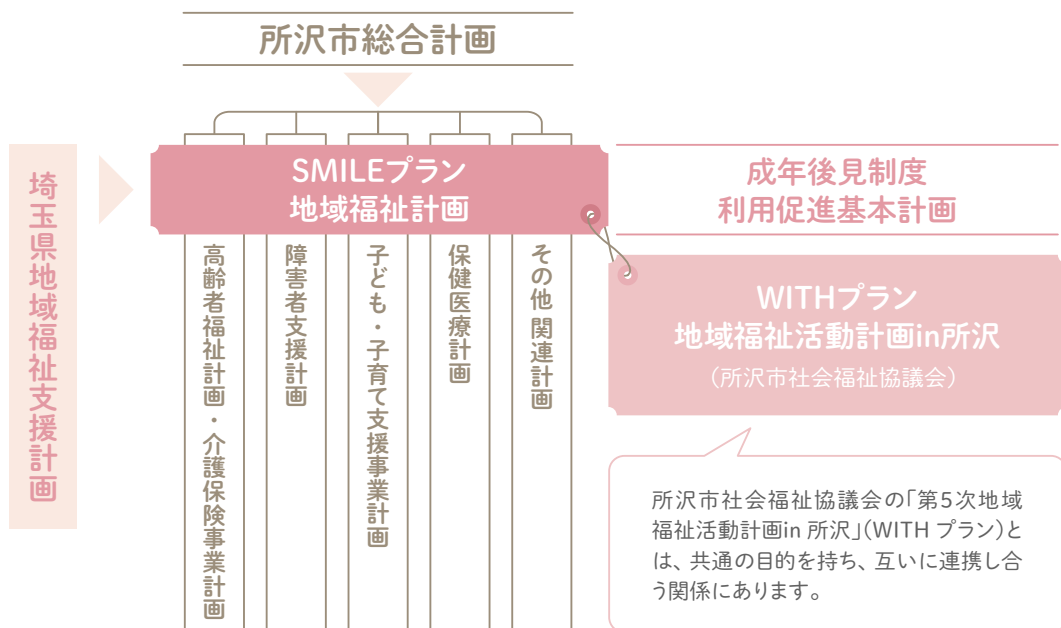 所沢市総合計画
埼玉県地域福祉支援計画
SMILEプラン
地域福祉計画
成年後見制度
利用促進基本計画
高齢者福祉計画・介護保険事業計画
障害者支援計画
子ども・子育て支援事業計画
保健医療計画
その他関連計画
WITHプラン
地域福祉活動計画in所沢
（所沢市社会福祉協議会）
所沢市社会福祉協議会の「第5次地域
福祉活動計画in 所沢」(WITH プラン)と
は、共通の目的を持ち、互いに連携し合
う関係にあります。